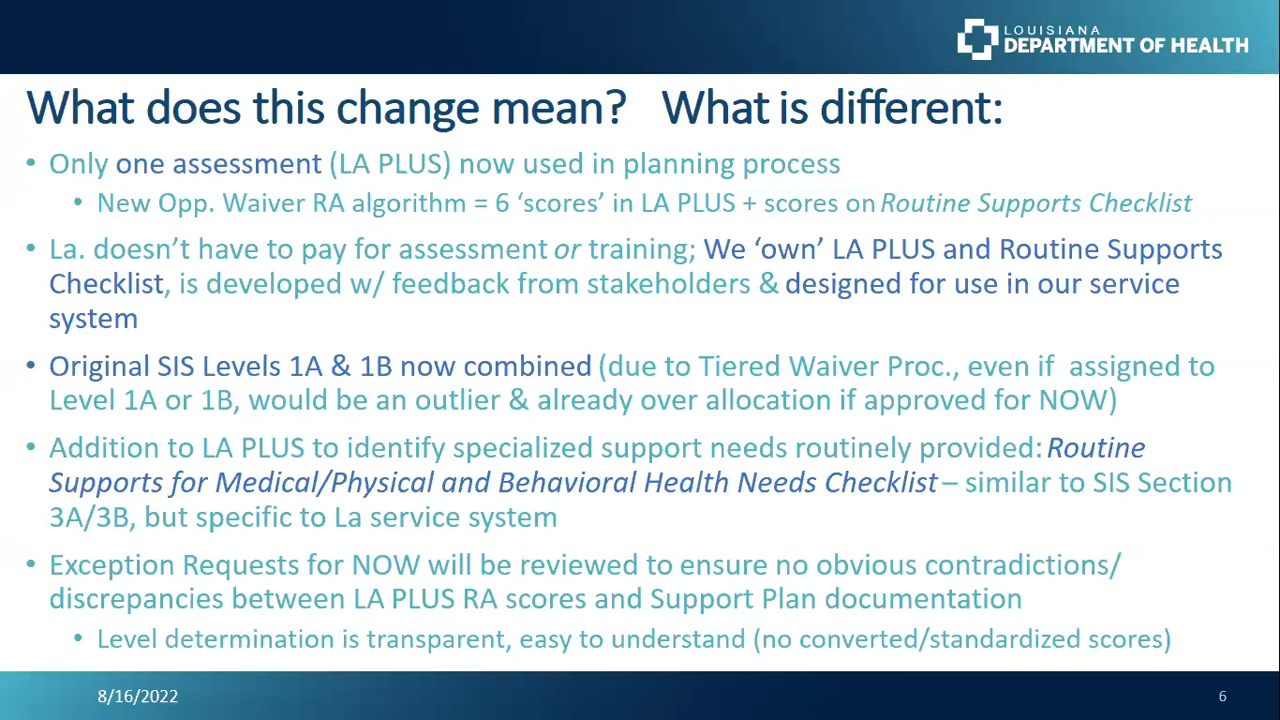 LOUISIANA
DEPARTMENT OF HEALTH
What does this change mean? What is different:
• Only one assessment (LA PLUS) now used in planning process
• New Opp. Waiver RA algorithm = 6 ‘scores’ in LA PLUS + scores on Routine Supports Checklist
• La. doesn’t have to pay for assessment or training; We ‘own’ LA PLUS and Routine Supports
Checklist, is developed w/ feedback from stakeholders & designed for use in our service
system
• Original SIS Levels 1A & 1B now combined (due to Tiered Waiver Proc., even if assigned to
Level 1A or 1B, would be an outlier & already over allocation if approved for NOW)
• Addition to LA PLUS to identify specialized support needs routinely provided: Routine
Supports for Medical/Physical and Behavioral Health Needs Checklist – similar to SIS Section
3A/3B, but specific to La service system
• Exception Requests for NOW will be reviewed to ensure no obvious contradictions/
discrepancies between LA PLUS RA scores and Support Plan documentation
• Level determination is transparent, easy to understand (no converted/standardized scores)
8/16/2022
6